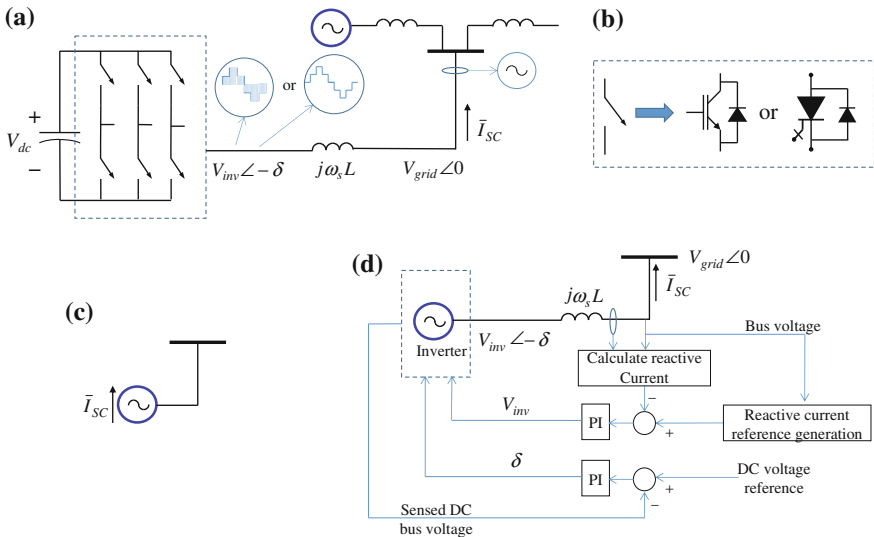 (a)
or
+
V_dc
−
V_inv∠−δ
jω_sL
V_grid∠0
Ī_SC
(b)
or
(c)
Ī_SC
(d)
V_grid∠0
Ī_SC
jω_sL
Inverter
V_inv∠−δ
Bus voltage
Calculate reactive
Current
−
V_inv
PI
+
Reactive current
reference generation
δ
PI
+
−
DC voltage
reference
Sensed DC
bus voltage